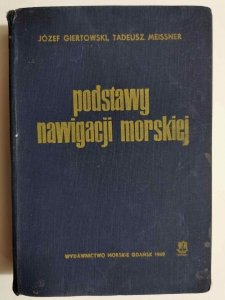 JÓZEF GIERTOWSKI, TADEUSZ MEISSNER
podstawy
nawigacji morskiej
WYDAWNICTWO MORSKIE GDAŃSK 1969